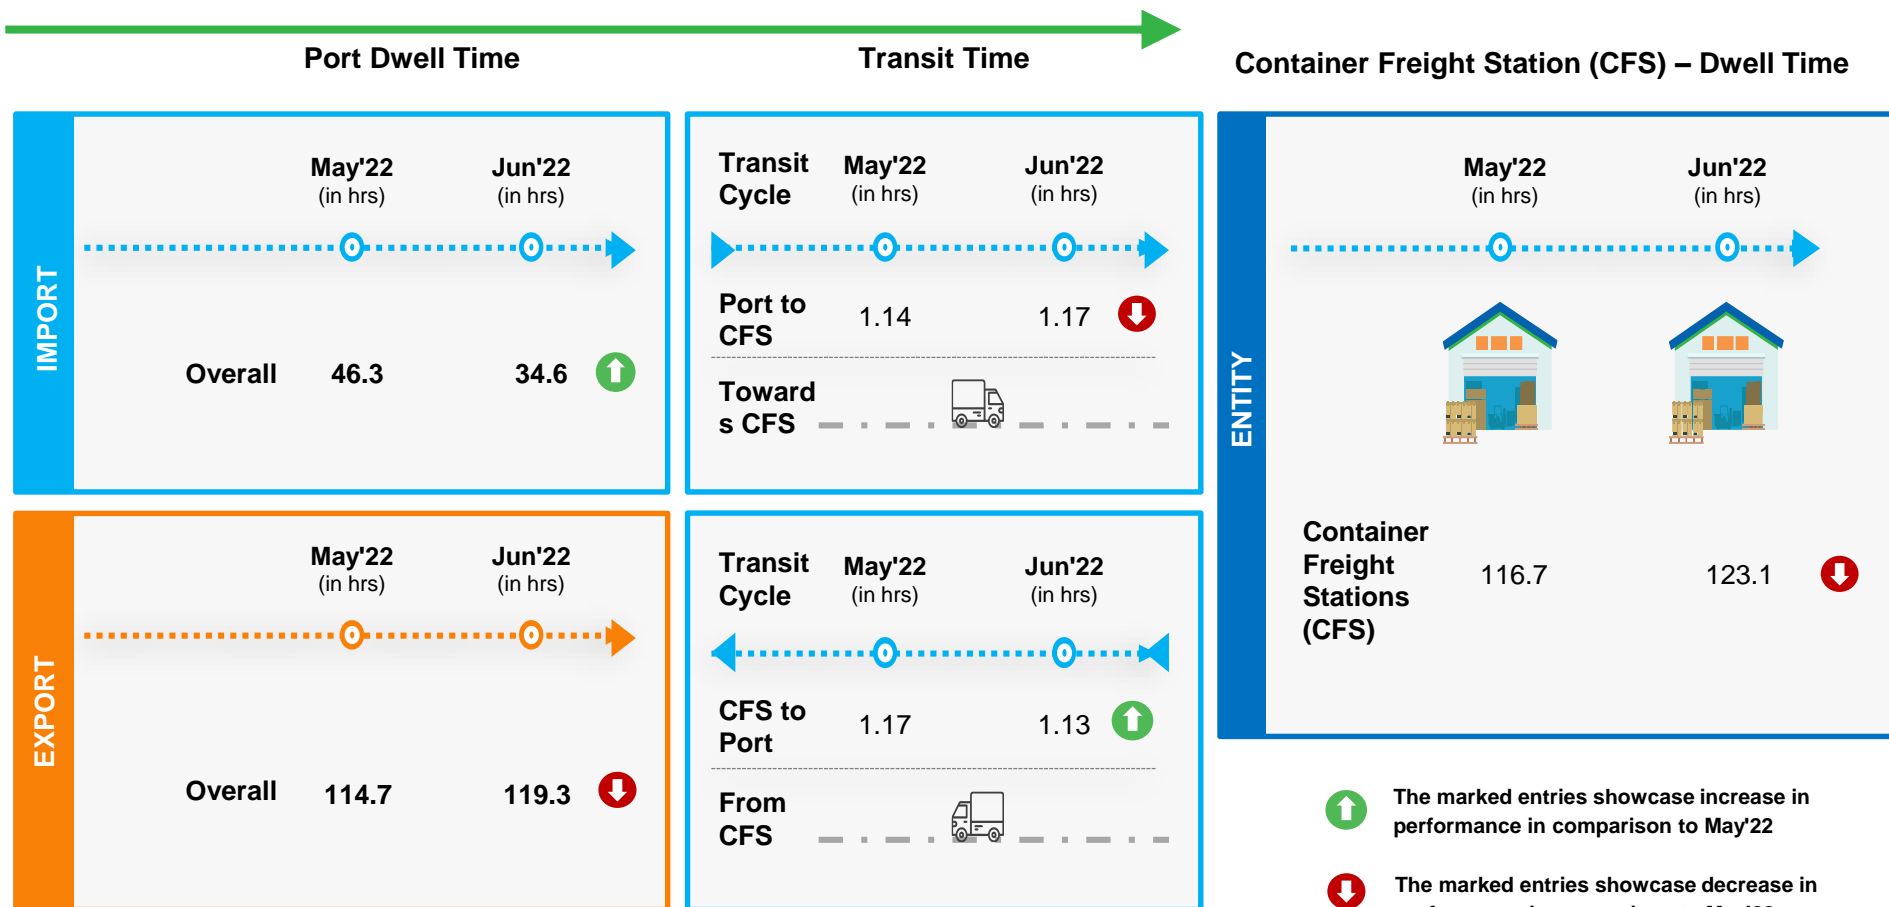 Port Dwell Time
Transit Time
Container Freight Station (CFS) – Dwell Time
IMPORT
May'22
(in hrs)
Jun'22
(in hrs)
Overall 46.3 34.6
Transit
Cycle
May'22
(in hrs)
Jun'22
(in hrs)
Port to
CFS
1.14 1.17
Toward
s CFS
ENTITY
May'22
(in hrs)
Jun'22
(in hrs)
Container
Freight
Stations
(CFS)
116.7 123.1
EXPORT
May'22
(in hrs)
Jun'22
(in hrs)
Overall 114.7 119.3
Transit
Cycle
May'22
(in hrs)
Jun'22
(in hrs)
CFS to
Port
1.17 1.13
From
CFS
The marked entries showcase increase in
performance in comparison to May'22
The marked entries showcase decrease in